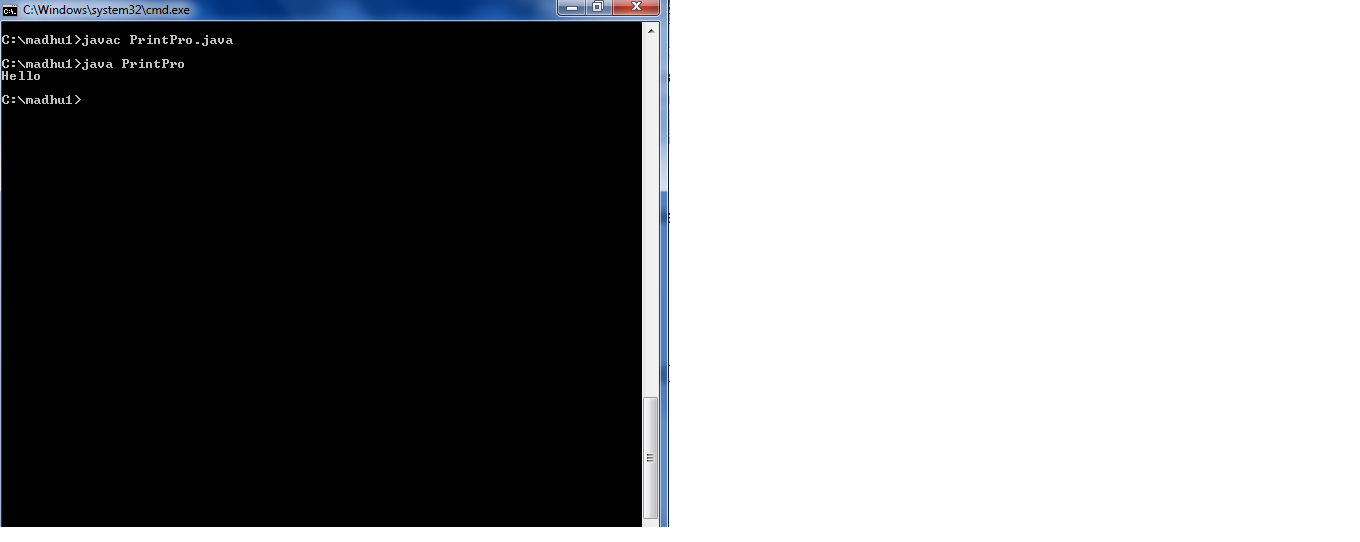 C:\Windows\system32\cmd.exe
C:\madhu1>javac PrintPro.java
C:\madhu1>java PrintPro
Hello
C:\madhu1>